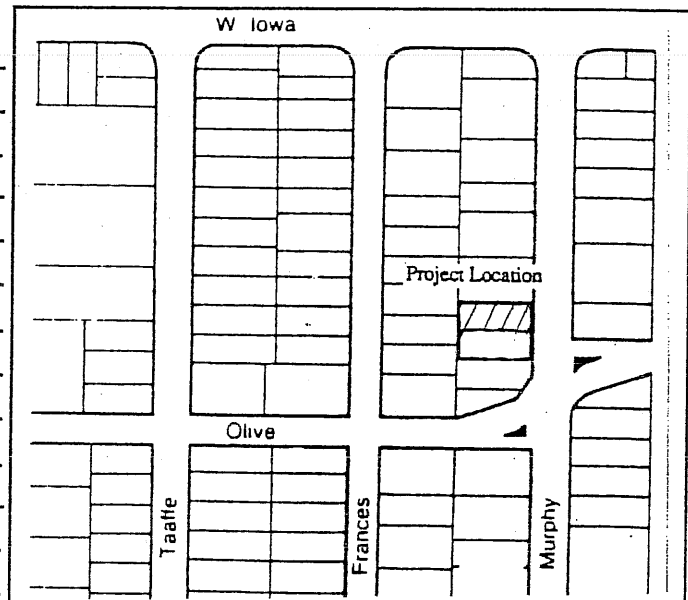 W Iowa
Project Location
Olive
Taaffe
Frances
Murphy